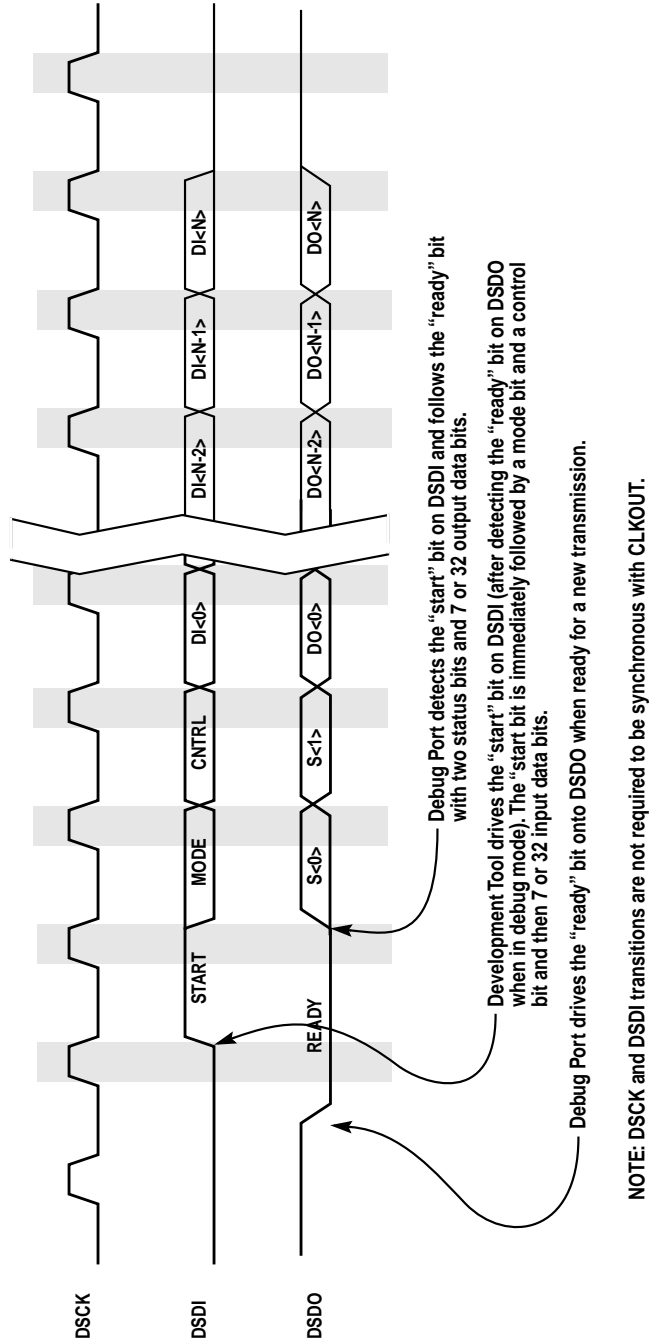 DSCK
DSDI
START
MODE
CNTRL
DI<0>
DI<N-2>
DI<N-1>
DI<N>
DSDO
READY
S<0>
S<1>
DO<0>
DO<N-2>
DO<N-1>
DO<N>
Debug Port detects the “start” bit on DSDI and follows the “ready” bit
with two status bits and 7 or 32 output data bits.
Development Tool drives the “start” bit on DSDI (after detecting the “ready” bit on DSDO
when in debug mode). The “start bit is immediately followed by a mode bit and a control
bit and then 7 or 32 input data bits.
Debug Port drives the “ready” bit onto DSDO when ready for a new transmission.
NOTE: DSCK and DSDI transitions are not required to be synchronous with CLKOUT.